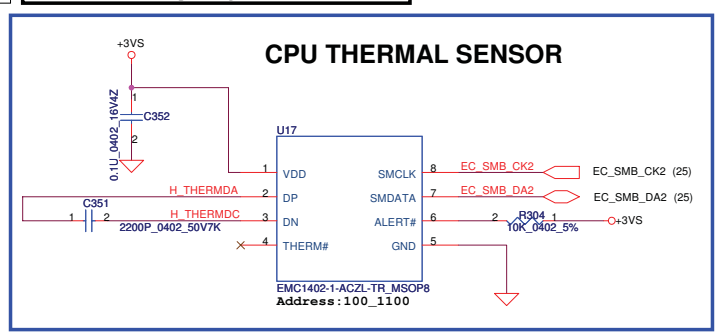 CPU THERMAL SENSOR
+3VS
1
C352
0.1U_0402_16V4Z
2
U17
1 VDD SMCLK 8 EC_SMB_CK2 EC_SMB_CK2 (25)
H_THERMDA 2 DP SMDATA 7 EC_SMB_DA2 EC_SMB_DA2 (25)
C351
1 2 H_THERMDC 3 DN ALERT# 6 2 R304 1 +3VS
2200P_0402_50V7K 10K_0402_5%
4 THERM# GND 5
EMC1402-1-ACZL-TR_MSOP8
Address:100_1100